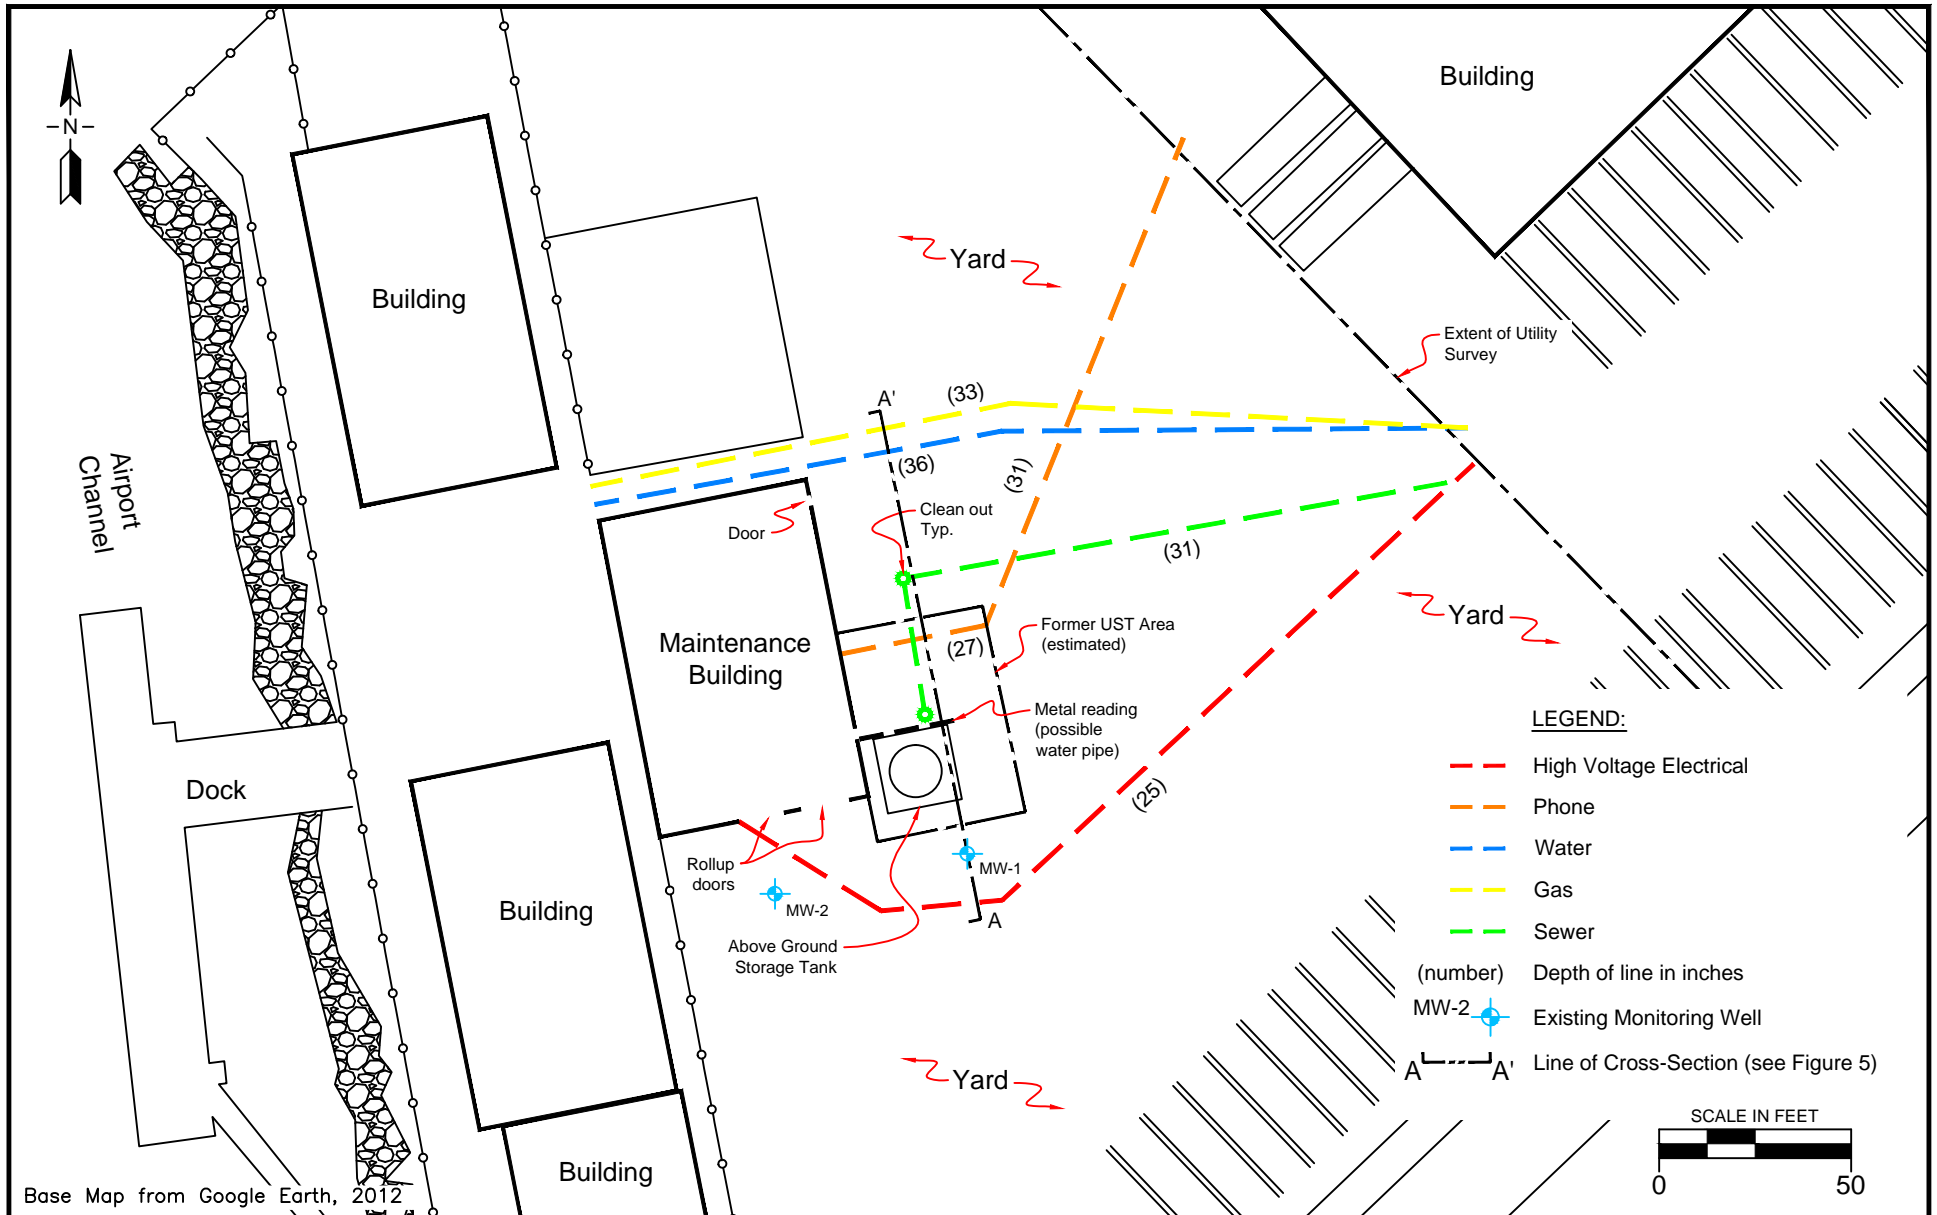 Building
N
Yard
Building
Extent of Utility
Survey
A'
(33)
(36)
(31)
Airport
Channel
Door
Clean out
Typ.
(31)
Yard
Former UST Area
(estimated)
Maintenance
Building
(27)
Metal reading
(possible
water pipe)
Dock
(25)
Rollup
doors
MW-1
MW-2
A
Building
Above Ground
Storage Tank
Yard
Building
LEGEND:
High Voltage Electrical
Phone
Water
Gas
Sewer
(number) Depth of line in inches
MW-2 Existing Monitoring Well
A A' Line of Cross-Section (see Figure 5)
SCALE IN FEET
0 50
Base Map from Google Earth, 2012